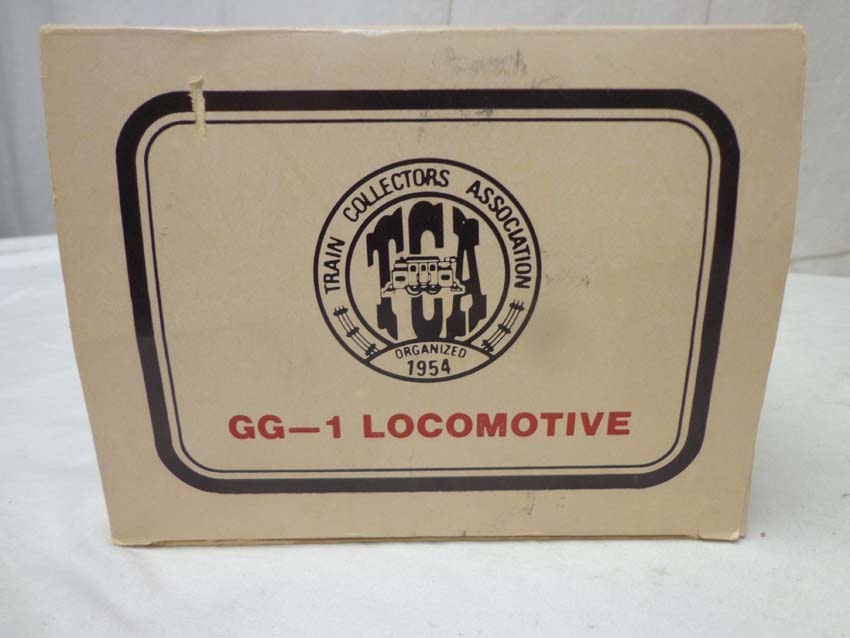 TRAIN COLLECTORS ASSOCIATION
TCA
ORGANIZED
1954
GG—1 LOCOMOTIVE